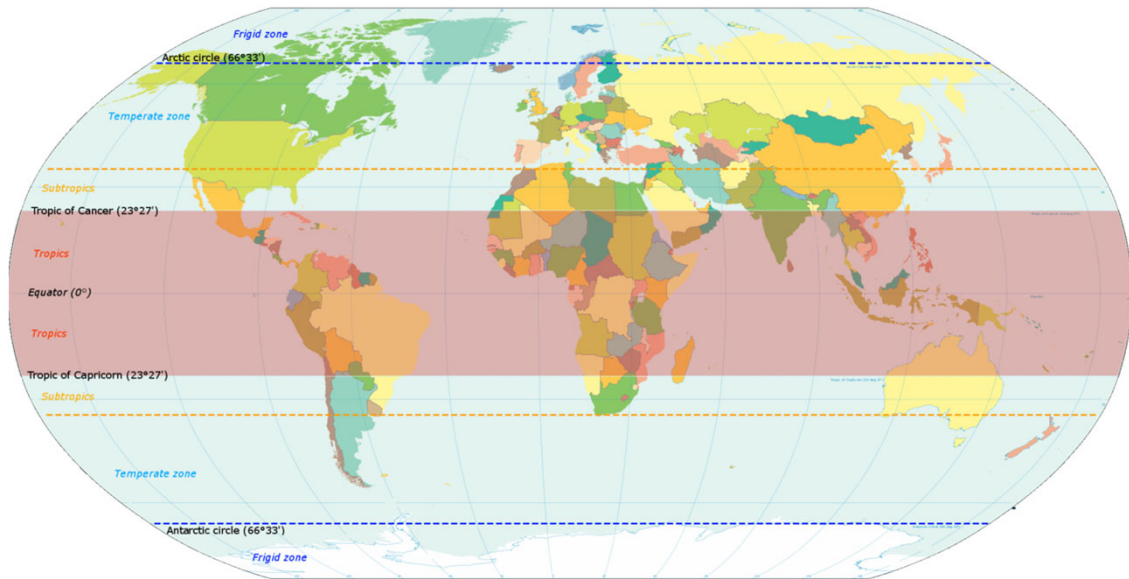 Frigid zone
Arctic circle (66°33')
Temperate zone
Subtropics
Tropic of Cancer (23°27')
Tropics
Equator (0°)
Tropics
Tropic of Capricorn (23°27')
Subtropics
Temperate zone
Antarctic circle (66°33')
Frigid zone